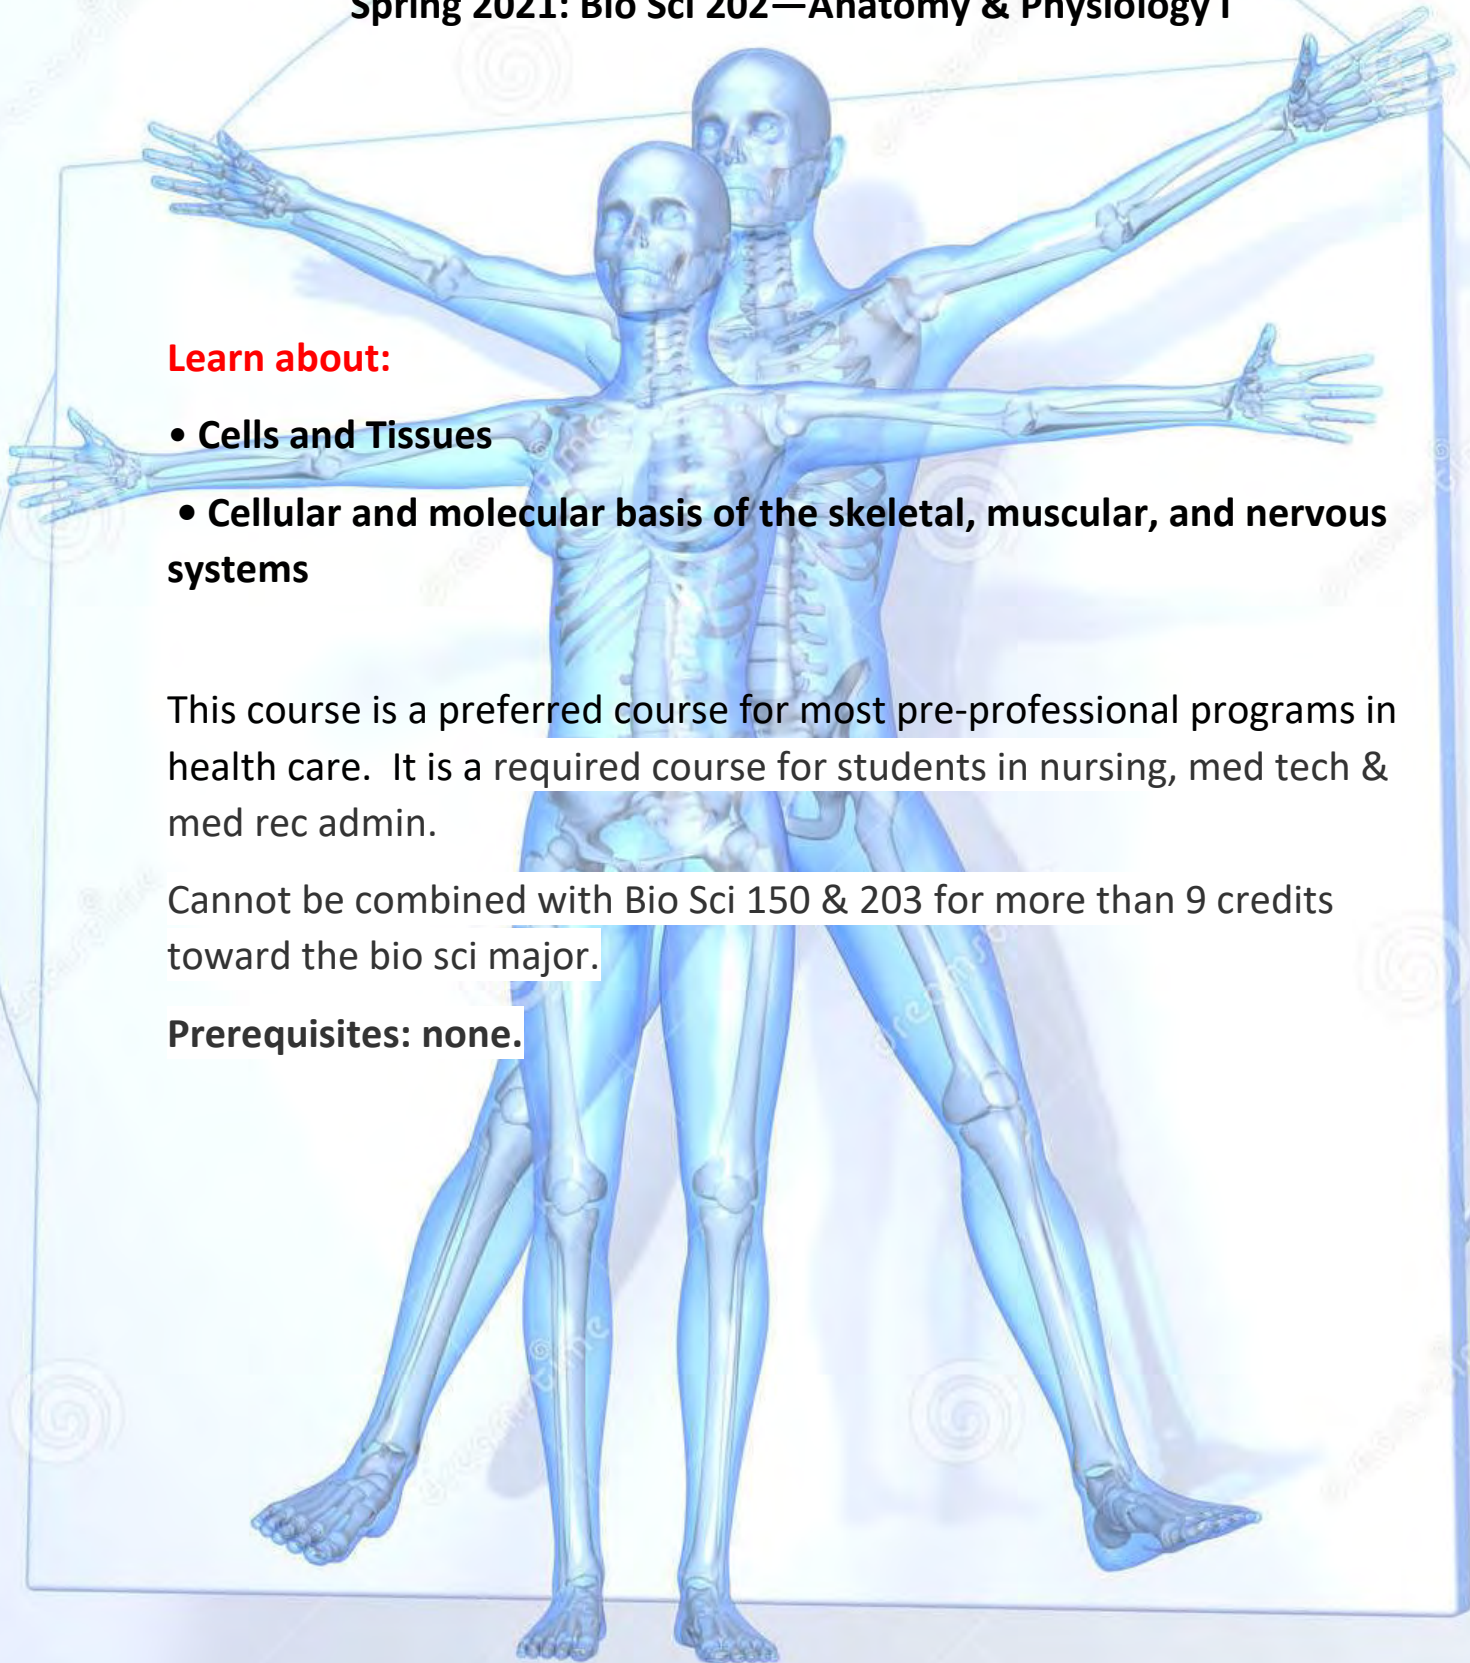 Spring 2021: Bio Sci 202—Anatomy & Physiology I
Learn about:
• Cells and Tissues
• Cellular and molecular basis of the skeletal, muscular, and nervous
systems
This course is a preferred course for most pre-professional programs in
health care.  It is a required course for students in nursing, med tech &
med rec admin.
Cannot be combined with Bio Sci 150 & 203 for more than 9 credits
toward the bio sci major.
Prerequisites: none.
dreamstime